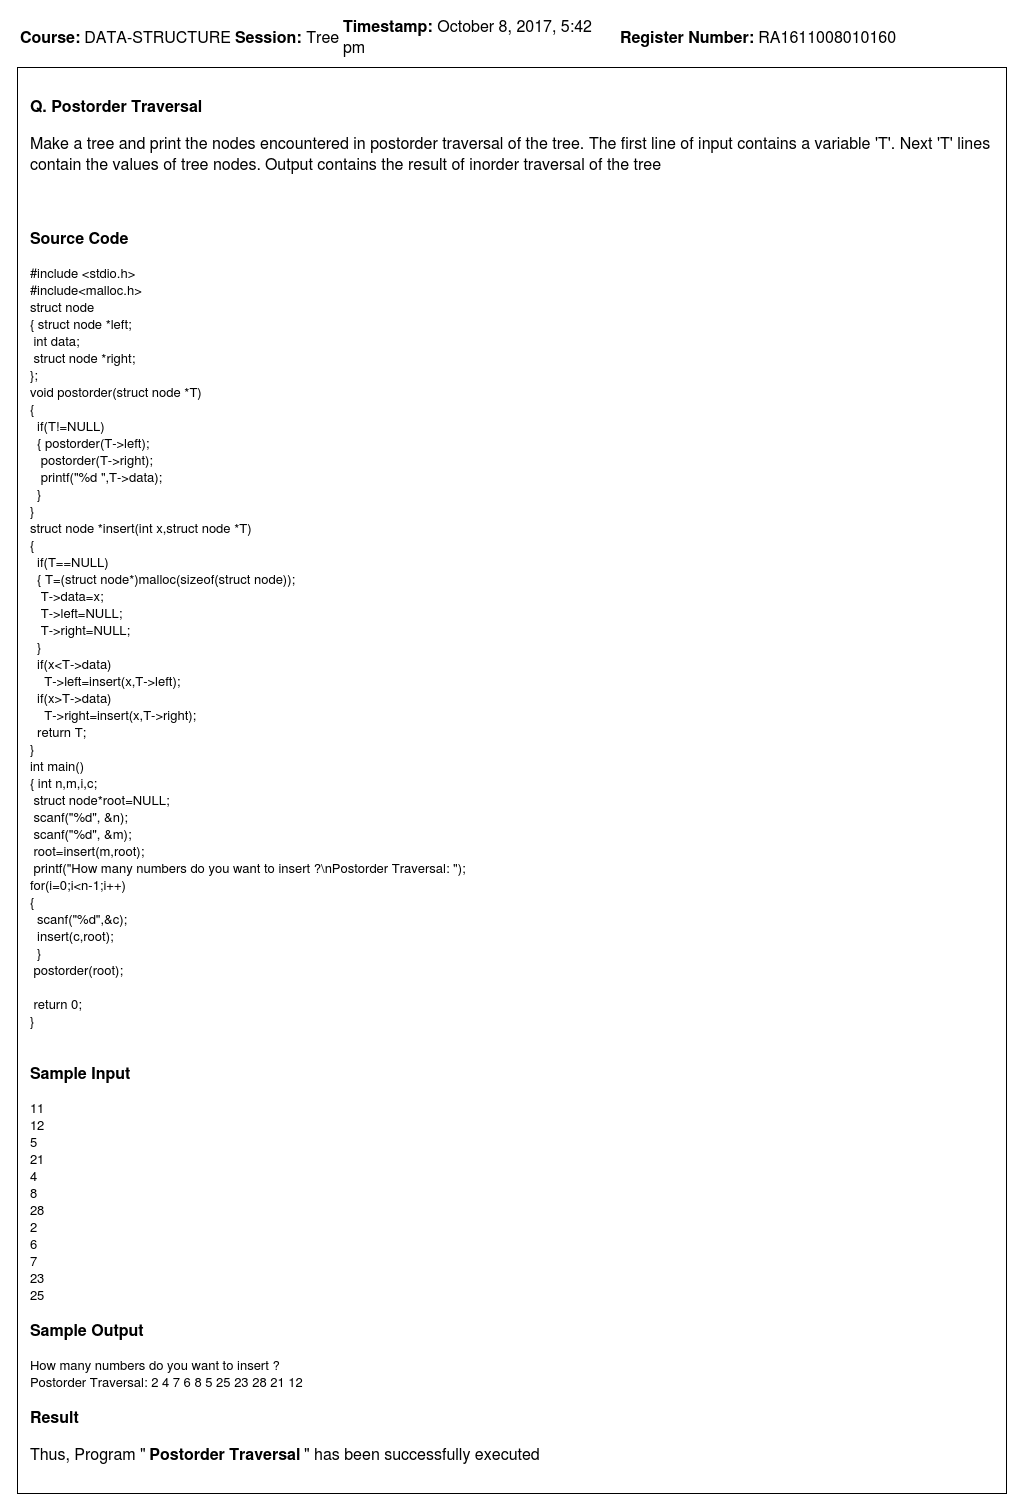 Course: DATA-STRUCTURE Session: Tree Timestamp: October 8, 2017, 5:42 pm Register Number: RA1611008010160
Q. Postorder Traversal
Make a tree and print the nodes encountered in postorder traversal of the tree. The first line of input contains a variable 'T'. Next 'T' lines
contain the values of tree nodes. Output contains the result of inorder traversal of the tree
Source Code
#include <stdio.h>
#include<malloc.h>
struct node
{ struct node *left;
 int data;
 struct node *right;
};
void postorder(struct node *T)
{
  if(T!=NULL)
  { postorder(T->left);
   postorder(T->right);
   printf("%d ",T->data);
  }
}
struct node *insert(int x,struct node *T)
{
  if(T==NULL)
  { T=(struct node*)malloc(sizeof(struct node));
   T->data=x;
   T->left=NULL;
   T->right=NULL;
  }
  if(x<T->data)
    T->left=insert(x,T->left);
  if(x>T->data)
    T->right=insert(x,T->right);
  return T;
}
int main()
{ int n,m,i,c;
 struct node*root=NULL;
 scanf("%d", &n);
 scanf("%d", &m);
 root=insert(m,root);
 printf("How many numbers do you want to insert ?\nPostorder Traversal: ");
for(i=0;i<n-1;i++)
{
  scanf("%d",&c);
  insert(c,root);
  }
 postorder(root);
 return 0;
}
Sample Input
11
12
5
21
4
8
28
2
6
7
23
25
Sample Output
How many numbers do you want to insert ?
Postorder Traversal: 2 4 7 6 8 5 25 23 28 21 12
Result
Thus, Program " Postorder Traversal " has been successfully executed